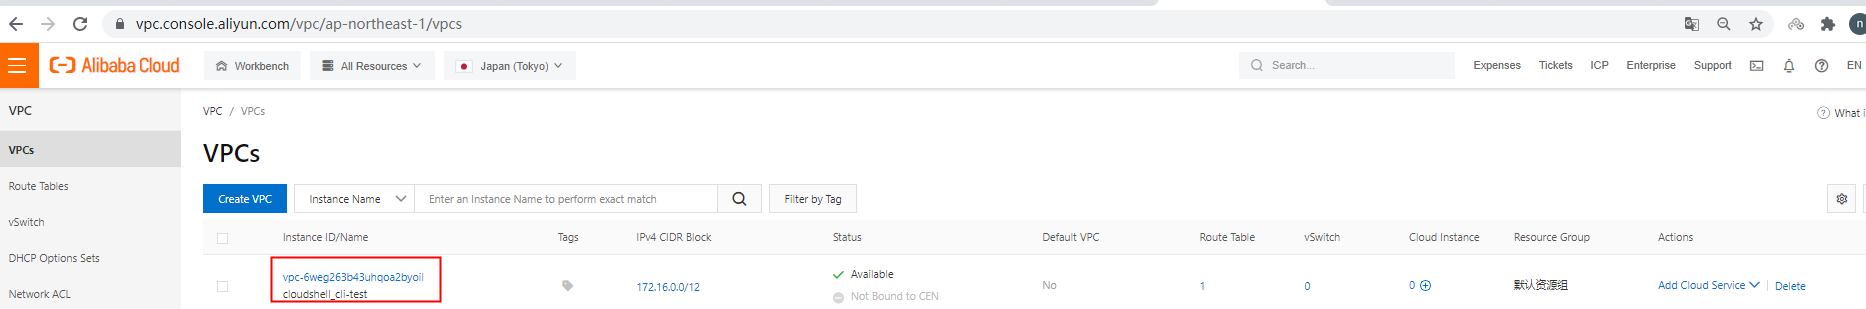 vpc.console.aliyun.com/vpc/ap-northeast-1/vpcs
n
Alibaba Cloud Workbench All Resources Japan (Tokyo) Search... Expenses Tickets ICP Enterprise Support EN
VPC
VPC / VPCs
What i
VPCs
VPCs
Route Tables
vSwitch
DHCP Options Sets
Network ACL
Create VPC Instance Name Enter an Instance Name to perform exact match Filter by Tag
Instance ID/Name Tags IPv4 CIDR Block Status Default VPC Route Table vSwitch Cloud Instance Resource Group Actions
vpc-6weg263b43uhqoa2byoil
cloudshell_cli-test
172.16.0.0/12
Available
Not Bound to CEN
No 1 0 0 默认资源组 Add Cloud Service | Delete